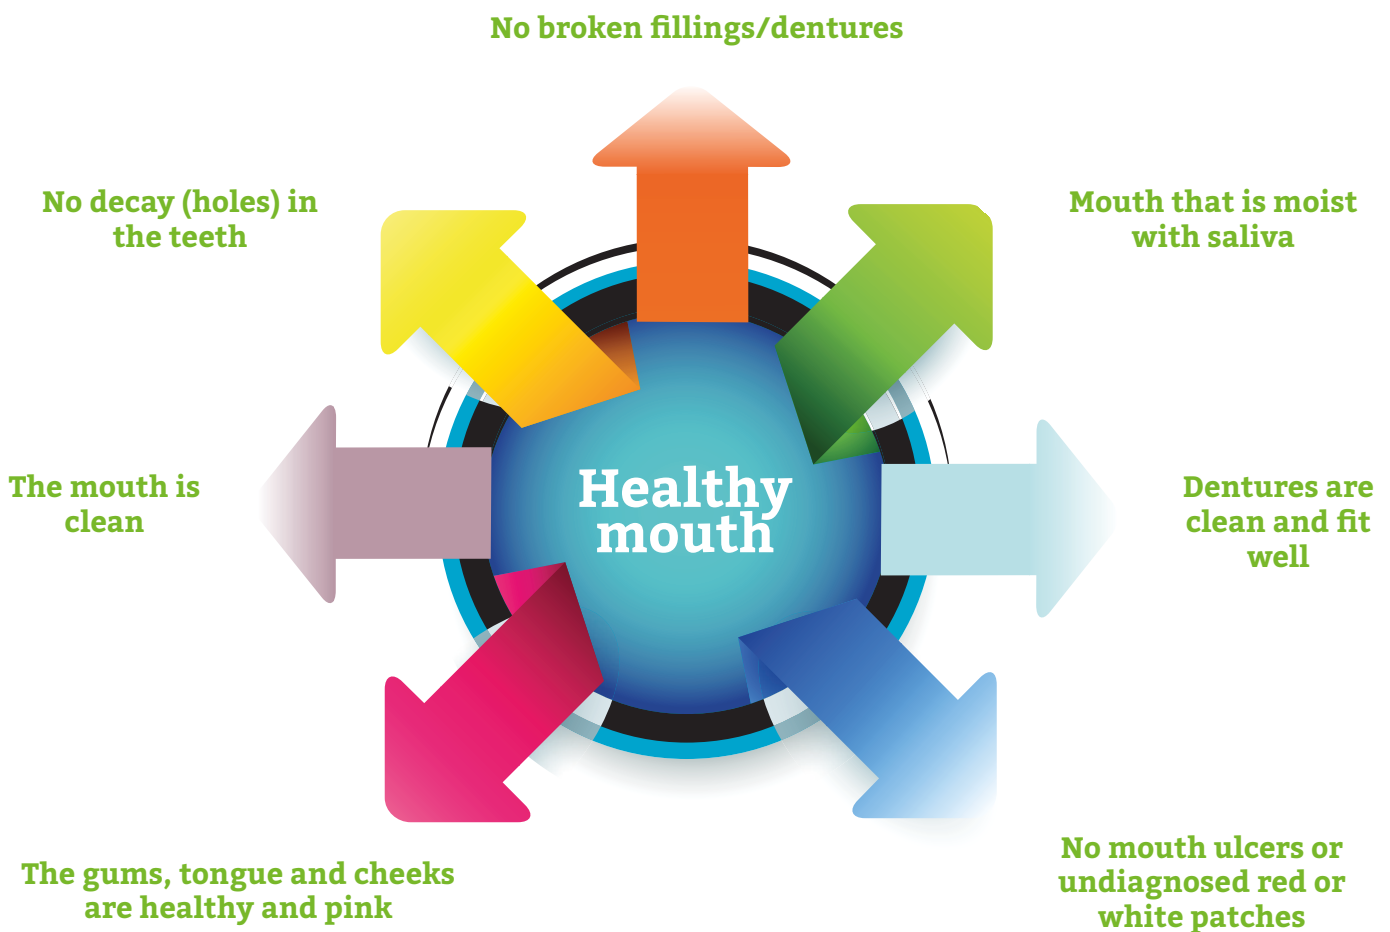 No broken fillings/dentures
No decay (holes) in
the teeth
Mouth that is moist
with saliva
The mouth is
clean
Healthy
mouth
Dentures are
clean and fit
well
The gums, tongue and cheeks
are healthy and pink
No mouth ulcers or
undiagnosed red or
white patches